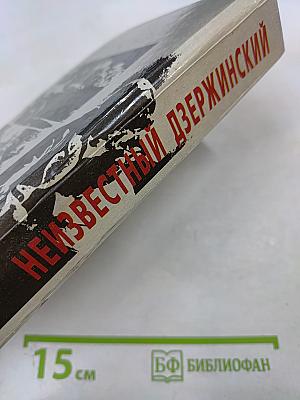 НЕИЗВЕСТНЫЙ ДЗЕРЖИНСКИЙ
15 см
БФ БИБЛИОФАН